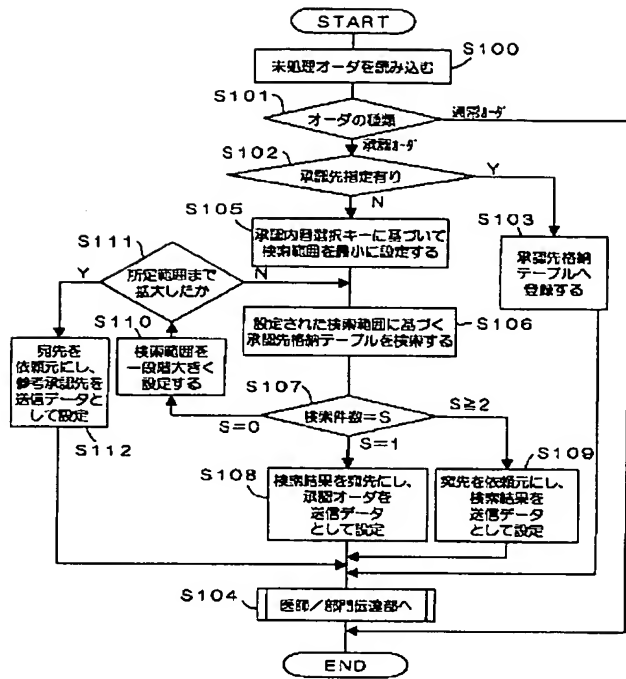 START
S100
未処理オーダを読み込む
S101
オーダの種類
通常オーダ
承認オーダ
S102
承認先指定有り
Y
N
S103
承認先格納
テーブルへ
登録する
S105
承認内容選択キーに基づいて
検索範囲を最小に設定する
S111
所定範囲まで
拡大したか
Y
N
S106
設定された検索範囲に基づく
承認先格納テーブルを検索する
S110
検索範囲を
一段階大きく
設定する
宛先を
依頼元にし、
参考承認先を
送信データと
として設定
S112
S107
検索件数=S
S=0
S=1
S≧2
S108
検索結果を宛先にし、
承認オーダを
送信データ
として設定
S109
宛先を依頼元にし、
検索結果を
送信データ
として設定
S104
医師/部門伝達部へ
END